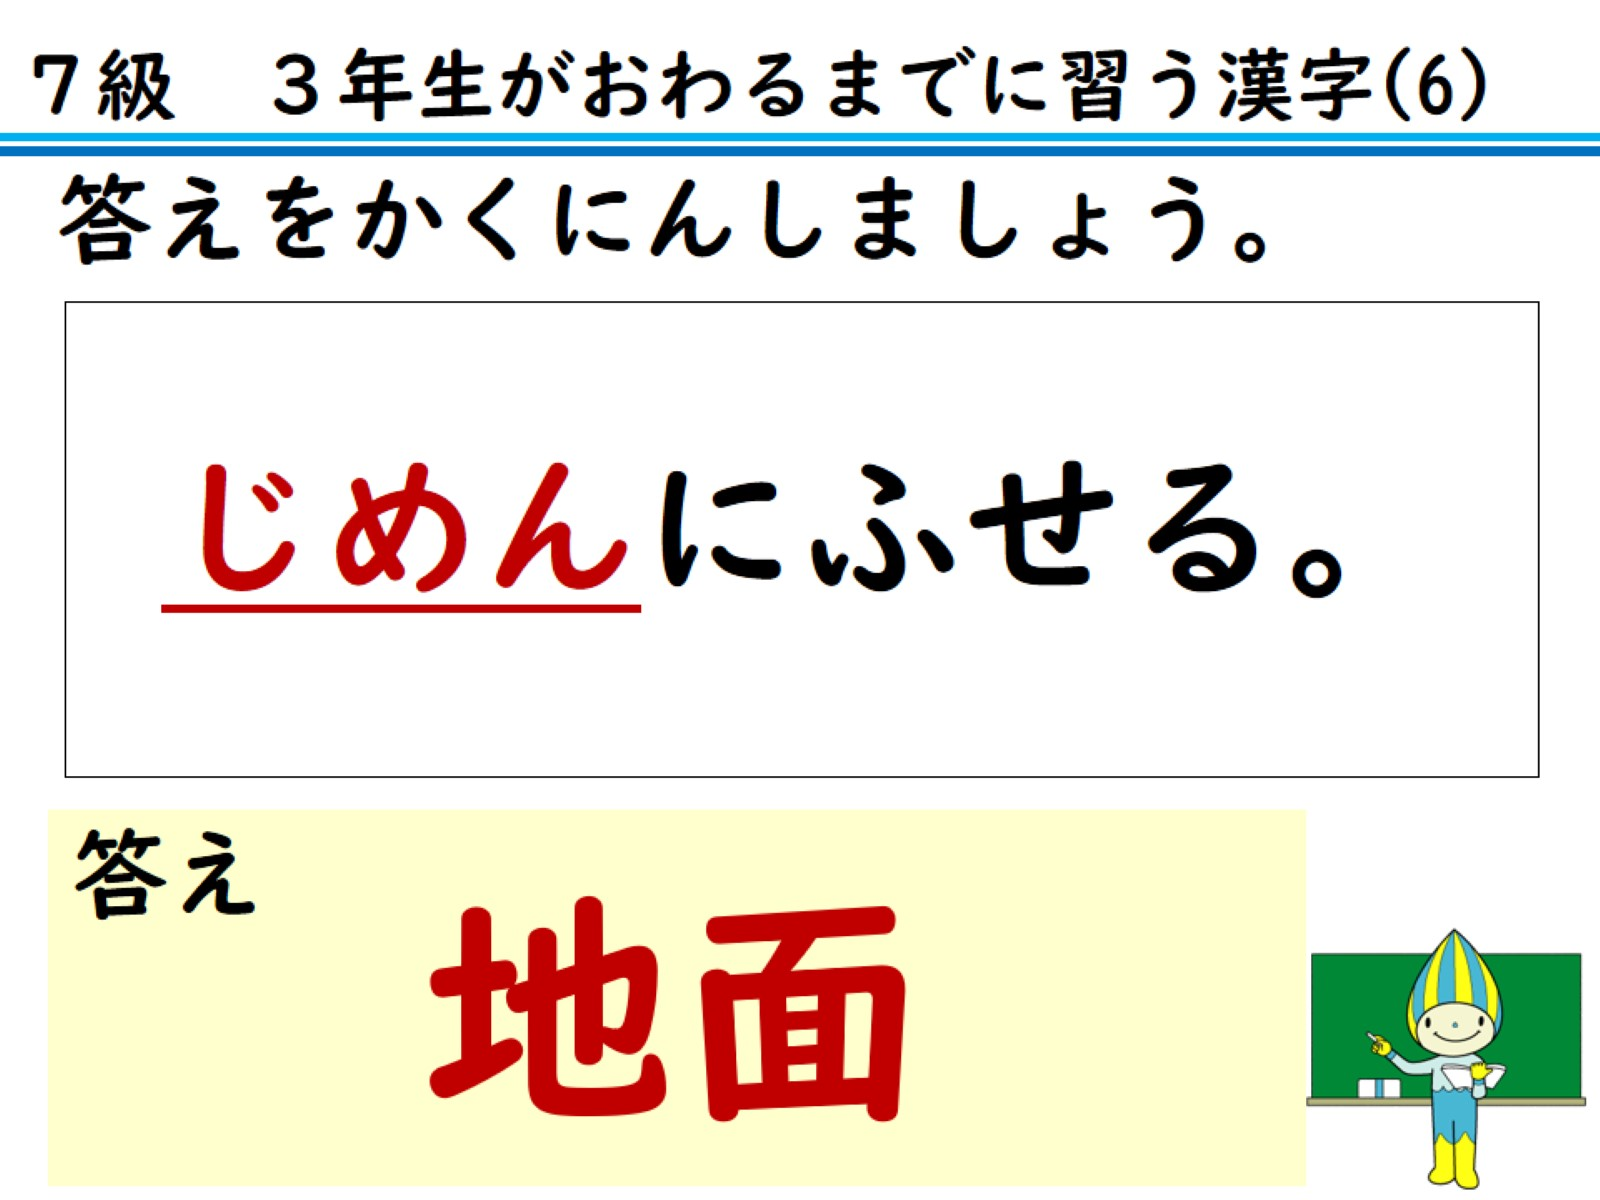 ７級　３年生がおわるまでに習う漢字(6)
答えをかくにんしましょう。
じめんにふせる。
答え
地面